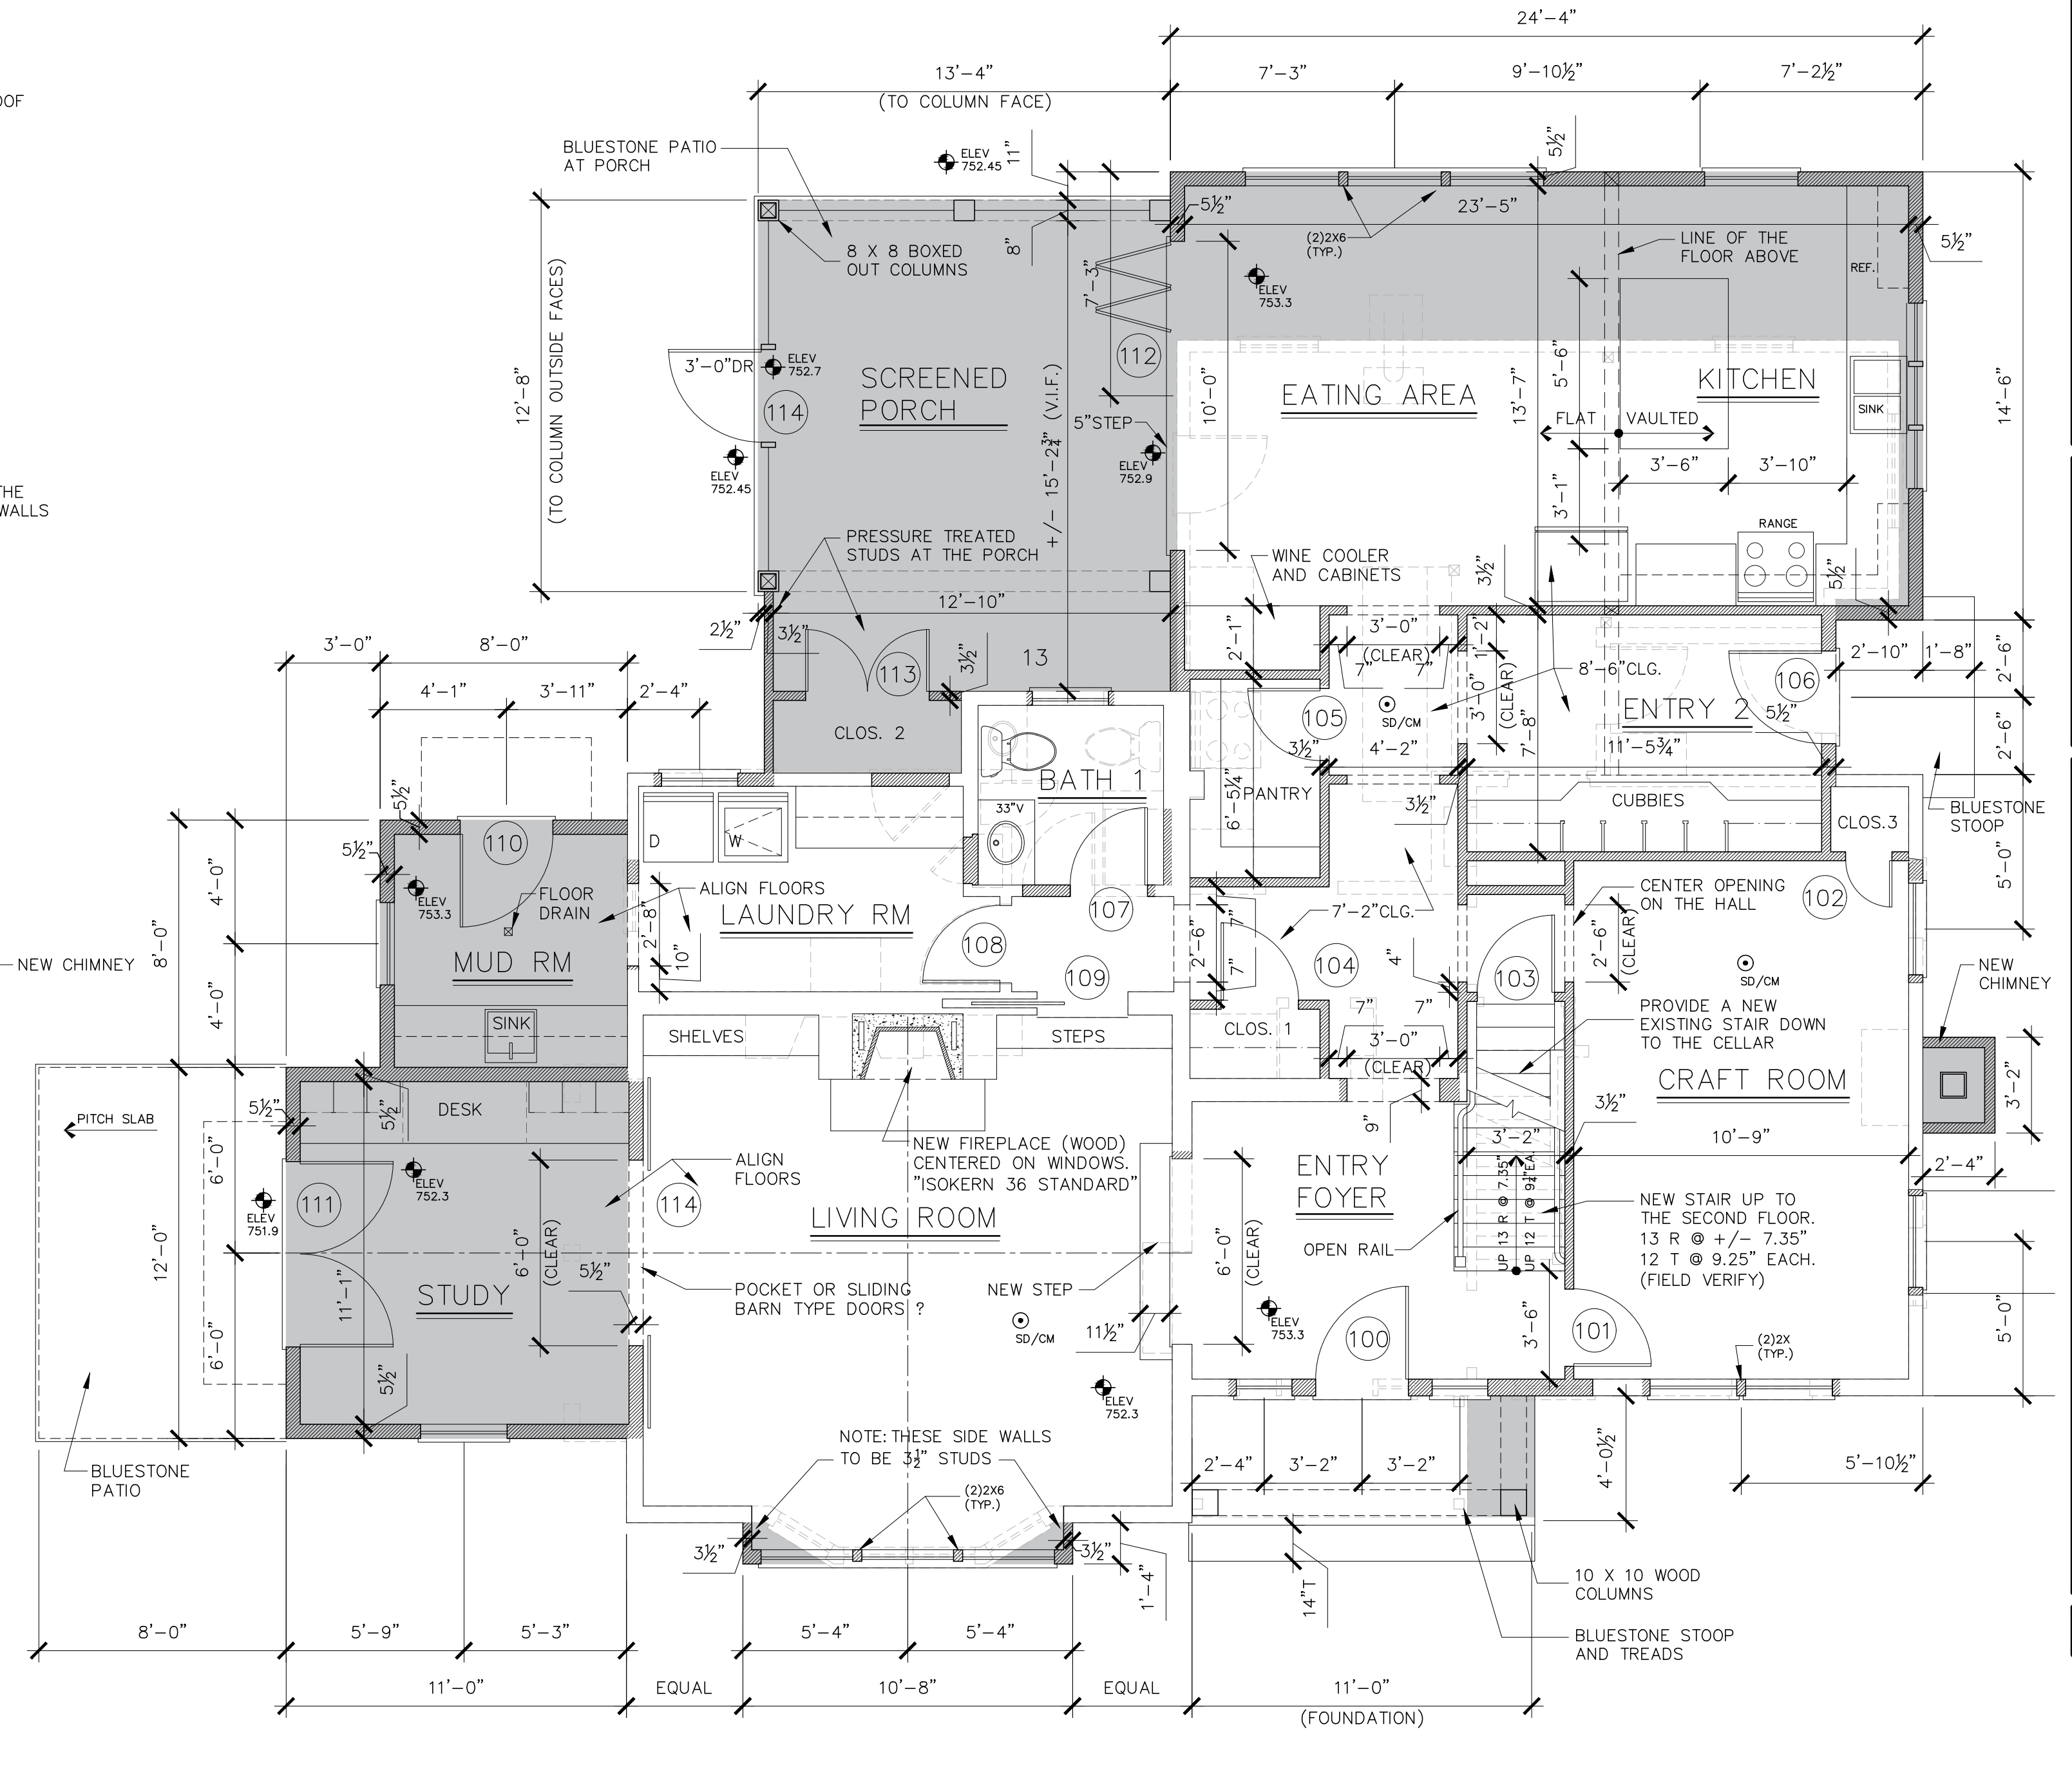 24'-4"
13'-4"
(TO COLUMN FACE)
7'-3"
9'-10½"
7'-2½"
OOF
BLUESTONE PATIO
AT PORCH
ELEV
752.45
11"
5½"
5½"
23'-5"
5½"
8 X 8 BOXED
OUT COLUMNS
8"
7'-3"
(2)2X6
(TYP.)
LINE OF THE
FLOOR ABOVE
REF.
ELEV
753.3
12'-8"
(TO COLUMN OUTSIDE FACES)
3'-0"DR
ELEV
752.7
114
SCREENED
PORCH
+/- 15'-2¾" (V.I.F.)
112
10'-0"
EATING AREA
13'-7"
5'-6"
KITCHEN
SINK
14'-6"
5"STEP
FLAT
VAULTED
ELEV
752.9
ELEV
752.45
3'-6"
3'-10"
3'-1"
THE
WALLS
PRESSURE TREATED
STUDS AT THE PORCH
RANGE
WINE COOLER
AND CABINETS
3½"
5½"
12'-10"
2½"
3½"
3½"
13
113
2'-1"
3'-0"
(CLEAR)
7"
7"
1'-2"
3'-0"
(CLEAR)
8'-6"CLG.
2'-10"
1'-8"
2'-6"
2'-6"
3'-0"
8'-0"
4'-1"
3'-11"
2'-4"
CLOS. 2
105
SD/CM
ENTRY 2
106
5½"
7'-8"
11'-5¾"
3½"
4'-2"
BATH 1
33"V
PANTRY
6'-5¼"
3½"
CUBBIES
CLOS.3
BLUESTONE
STOOP
5½"
110
D
W
5½"
ELEV
753.3
FLOOR
DRAIN
ALIGN FLOORS
LAUNDRY RM
107
7'-2"CLG.
CENTER OPENING
ON THE HALL
102
5'-0"
4'-0"
8'-0"
4'-0"
NEW CHIMNEY
MUD RM
2'-8"
10"
108
109
2'-6"
7"
7"
104
4"
103
2'-6"
(CLEAR)
SD/CM
NEW
CHIMNEY
SINK
SHELVES
STEPS
CLOS. 1
7"
7"
3'-0"
(CLEAR)
PROVIDE A NEW
EXISTING STAIR DOWN
TO THE CELLAR
CRAFT ROOM
3'-2"
PITCH SLAB
5½"
5½"
DESK
9"
3½"
3'-2"
10'-9"
2'-4"
NEW FIREPLACE (WOOD)
CENTERED ON WINDOWS.
"ISOKERN 36 STANDARD"
ELEV
752.3
ALIGN
FLOORS
ENTRY
FOYER
UP 13 R @ 7.35"
UP 12 T @ 9¼"EA.
6'-0"
12'-0"
6'-0"
ELEV
751.9
111
114
LIVING ROOM
NEW STAIR UP TO
THE SECOND FLOOR.
13 R @ +/- 7.35"
12 T @ 9.25" EACH.
(FIELD VERIFY)
OPEN RAIL
11'-1"
6'-0"
(CLEAR)
5½"
6'-0"
(CLEAR)
STUDY
POCKET OR SLIDING
BARN TYPE DOORS ?
NEW STEP
SD/CM
11½"
ELEV
753.3
3'-6"
100
101
(2)2X
(TYP.)
5'-0"
5½"
ELEV
752.3
NOTE: THESE SIDE WALLS
TO BE 3½" STUDS
(2)2X6
(TYP.)
BLUESTONE
PATIO
2'-4"
3'-2"
3'-2"
4'-0½"
5'-10½"
3½"
3½"
1'-4"
14"T
10 X 10 WOOD
COLUMNS
BLUESTONE STOOP
AND TREADS
8'-0"
5'-9"
5'-3"
5'-4"
5'-4"
11'-0"
EQUAL
10'-8"
EQUAL
11'-0"
(FOUNDATION)